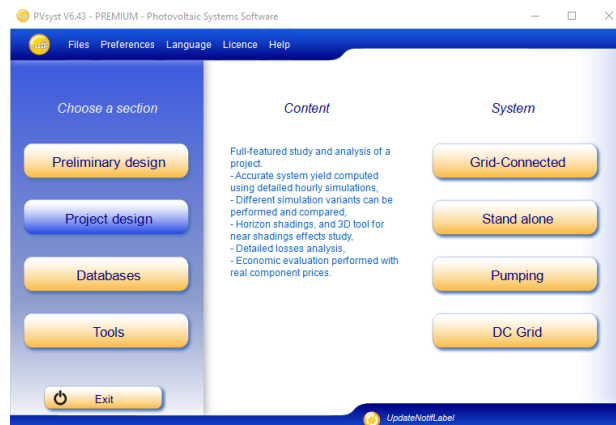 PVsyst V6.43 - PREMIUM - Photovoltaic Systems Software
Files Preferences Language Licence Help
Choose a section
Preliminary design
Project design
Databases
Tools
Exit
Content
Full-featured study and analysis of a
project.
- Accurate system yield computed
using detailed hourly simulations,
- Different simulation variants can be
performed and compared,
- Horizon shadings, and 3D tool for
near shadings effects study,
- Detailed losses analysis,
- Economic evaluation performed with
real component prices.
System
Grid-Connected
Stand alone
Pumping
DC Grid
UpdateNotifLabel